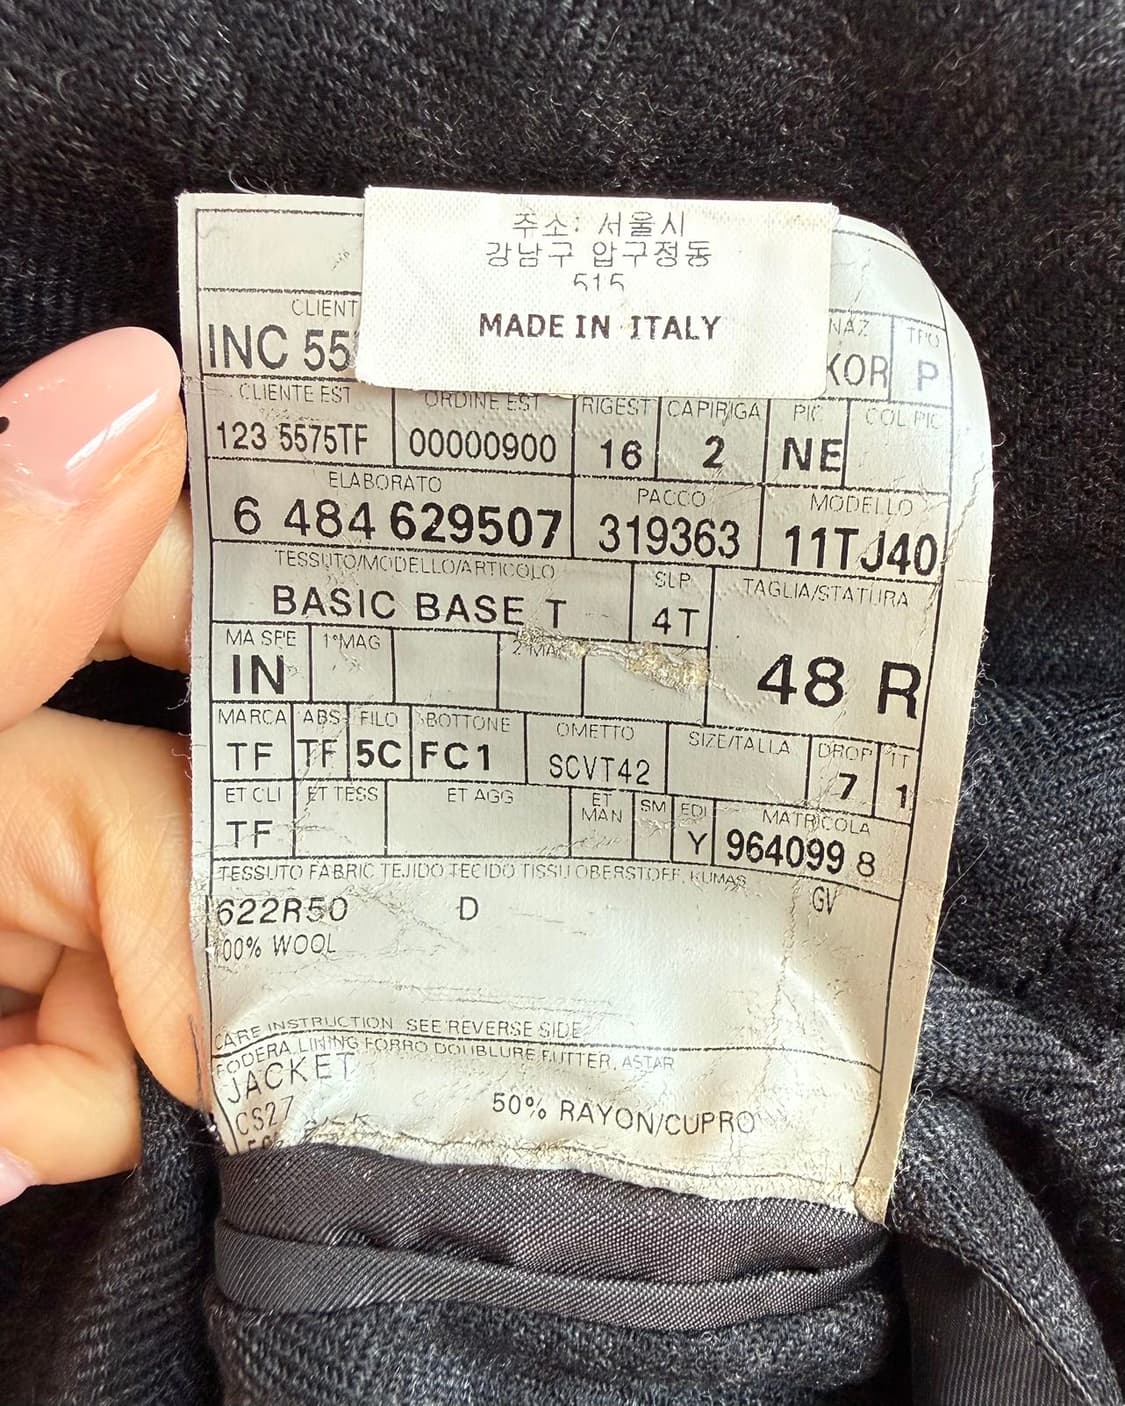 주소: 서울시
강남구 압구정동
515
MADE IN ITALY
CLIENT
NAZ TPO
INC 55
KOR P
CLIENTE EST ORDINE EST RIGEST CAPIRIGA PIC COL PIC
123 5575TF 00000900 16 2 NE
ELABORATO PACCO MODELLO
6 484 629507 319363 11TJ40
TESSUTO/MODELLO/ARTICOLO SLP TAGLIA/STATURA
BASIC BASE T 4T
48 R
MA SPE 1°MAG 2°MA
IN
MARCA ABS FILO BOTTONE OMETTO SIZE/TALLA DROP TT
TF TF 5C FC1 SCVT42 7 1
ET CLI ET TESS ET AGG ET MAN SM EDI MATRICOLA
TF Y 964099 8
TESSUTO FABRIC TEJIDO TECIDO TISSU OBERSTOFF, KUMAS
GV
622R50 D
100% WOOL
CARE INSTRUCTION SEE REVERSE SIDE
FODERA LINING FORRO DOUBLURE FUTTER, ASTAR
JACKET
CS27 50% RAYON/CUPRO